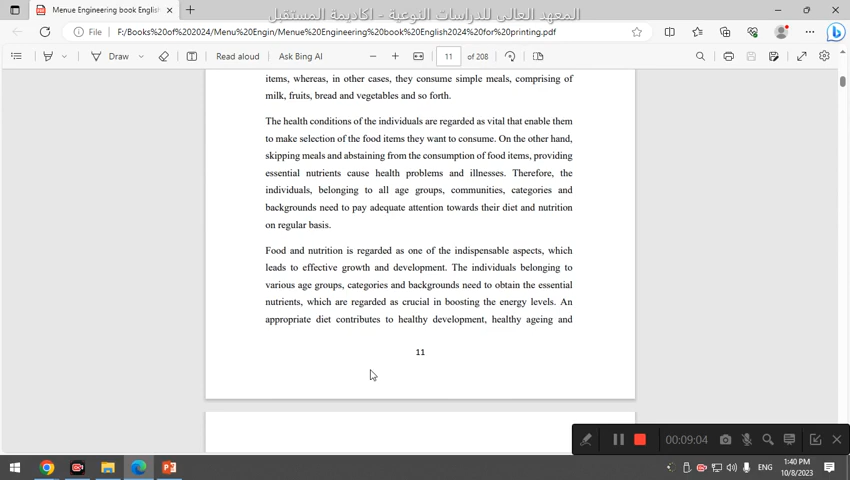 المعهد العالى للدراسات النوعية - اكاديمة المستقبل
Menue Engineering book English
File F:/Books%20of%202024/Menu%20Engin/Menue%20Engineering%20book%20English2024%20for%20printing.pdf
Draw Read aloud Ask Bing AI 11 of 208
items, whereas, in other cases, they consume simple meals, comprising of
milk, fruits, bread and vegetables and so forth.
The health conditions of the individuals are regarded as vital that enable them
to make selection of the food items they want to consume. On the other hand,
skipping meals and abstaining from the consumption of food items, providing
essential nutrients cause health problems and illnesses. Therefore, the
individuals, belonging to all age groups, communities, categories and
backgrounds need to pay adequate attention towards their diet and nutrition
on regular basis.
Food and nutrition is regarded as one of the indispensable aspects, which
leads to effective growth and development. The individuals belonging to
various age groups, categories and backgrounds need to obtain the essential
nutrients, which are regarded as crucial in boosting the energy levels. An
appropriate diet contributes to healthy development, healthy ageing and
11
00:09:04
ENG 1:40 PM
10/8/2023